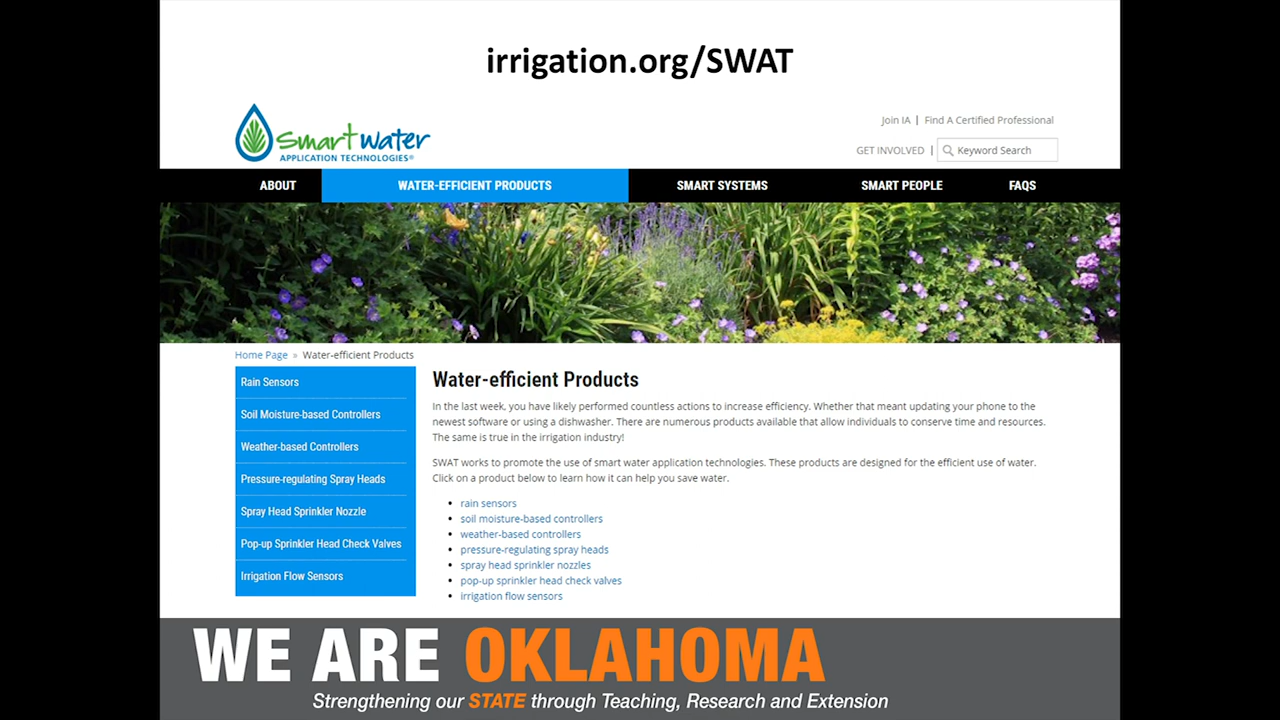 irrigation.org/SWAT
smart water
APPLICATION TECHNOLOGIES®
Join IA | Find A Certified Professional
GET INVOLVED | Keyword Search
ABOUT WATER-EFFICIENT PRODUCTS SMART SYSTEMS SMART PEOPLE FAQS
Home Page » Water-efficient Products
Rain Sensors
Soil Moisture-based Controllers
Weather-based Controllers
Pressure-regulating Spray Heads
Spray Head Sprinkler Nozzle
Pop-up Sprinkler Head Check Valves
Irrigation Flow Sensors
Water-efficient Products
In the last week, you have likely performed countless actions to increase efficiency. Whether that meant updating your phone to the
newest software or using a dishwasher. There are numerous products available that allow individuals to conserve time and resources.
The same is true in the irrigation industry!
SWAT works to promote the use of smart water application technologies. These products are designed for the efficient use of water.
Click on a product below to learn how it can help you save water.
• rain sensors
• soil moisture-based controllers
• weather-based controllers
• pressure-regulating spray heads
• spray head sprinkler nozzles
• pop-up sprinkler head check valves
• irrigation flow sensors
WE ARE OKLAHOMA
Strengthening our STATE through Teaching, Research and Extension